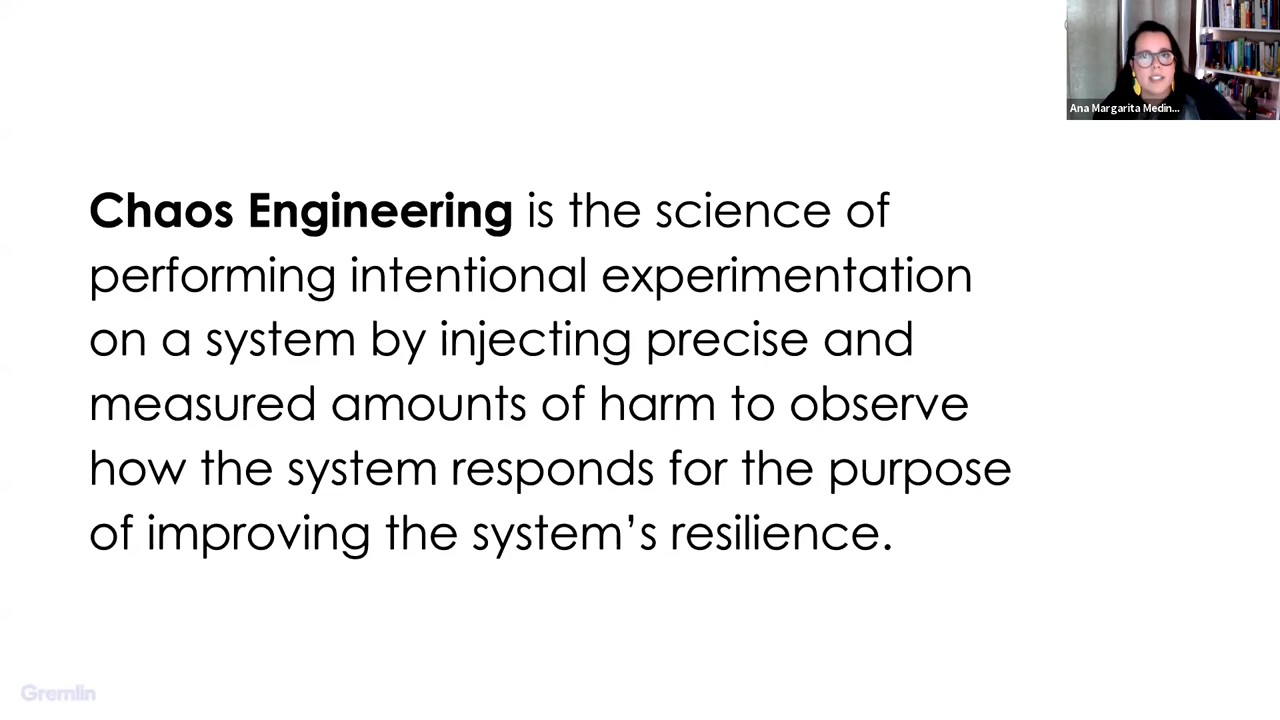 Ana Margarita Medin...
Chaos Engineering is the science of
performing intentional experimentation
on a system by injecting precise and
measured amounts of harm to observe
how the system responds for the purpose
of improving the system’s resilience.
Gremlin